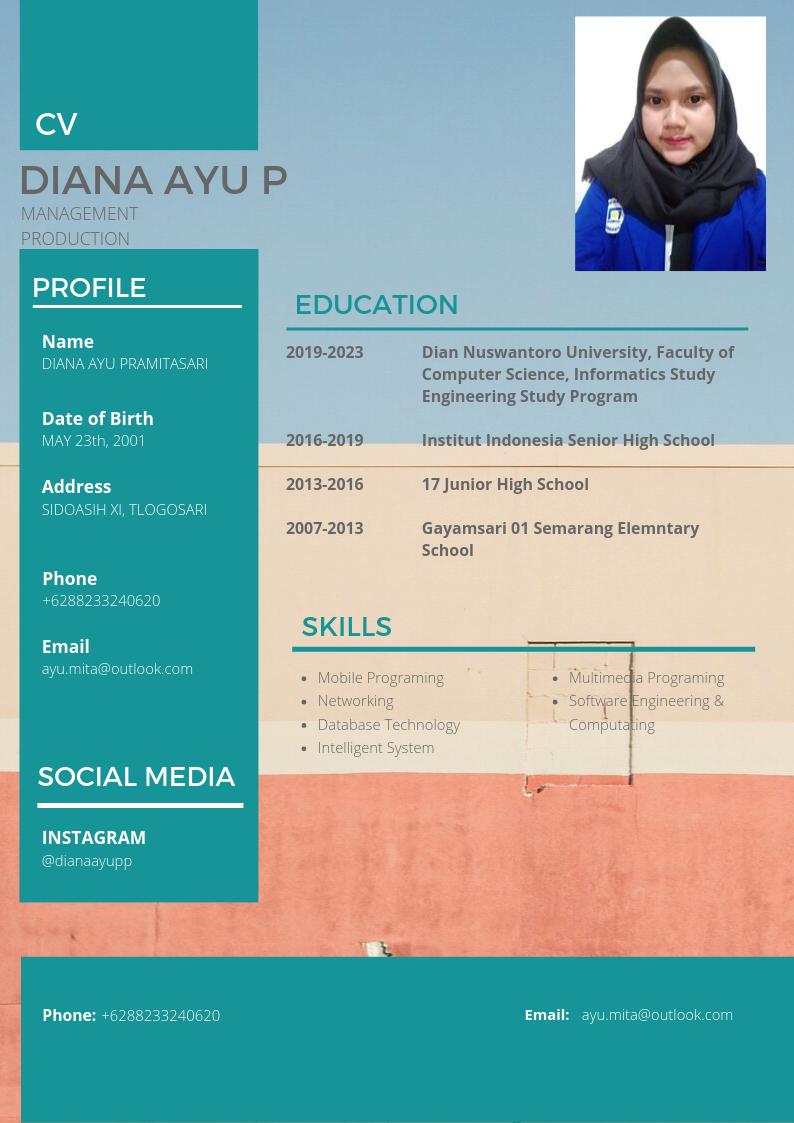 CV
DIANA AYU P
MANAGEMENT
PRODUCTION
PROFILE
Name
DIANA AYU PRAMITASARI
Date of Birth
MAY 23th, 2001
Address
SIDOASIH XI, TLOGOSARI
Phone
+6288233240620
Email
ayu.mita@outlook.com
SOCIAL MEDIA
INSTAGRAM
@dianaayupp
EDUCATION
2019-2023 Dian Nuswantoro University, Faculty of
Computer Science, Informatics Study
Engineering Study Program
2016-2019 Institut Indonesia Senior High School
2013-2016 17 Junior High School
2007-2013 Gayamsari 01 Semarang Elemntary
School
SKILLS
Mobile Programing
Networking
Database Technology
Intelligent System
Multimedia Programing
Software Engineering &
Computating
Phone: +6288233240620
Email: ayu.mita@outlook.com